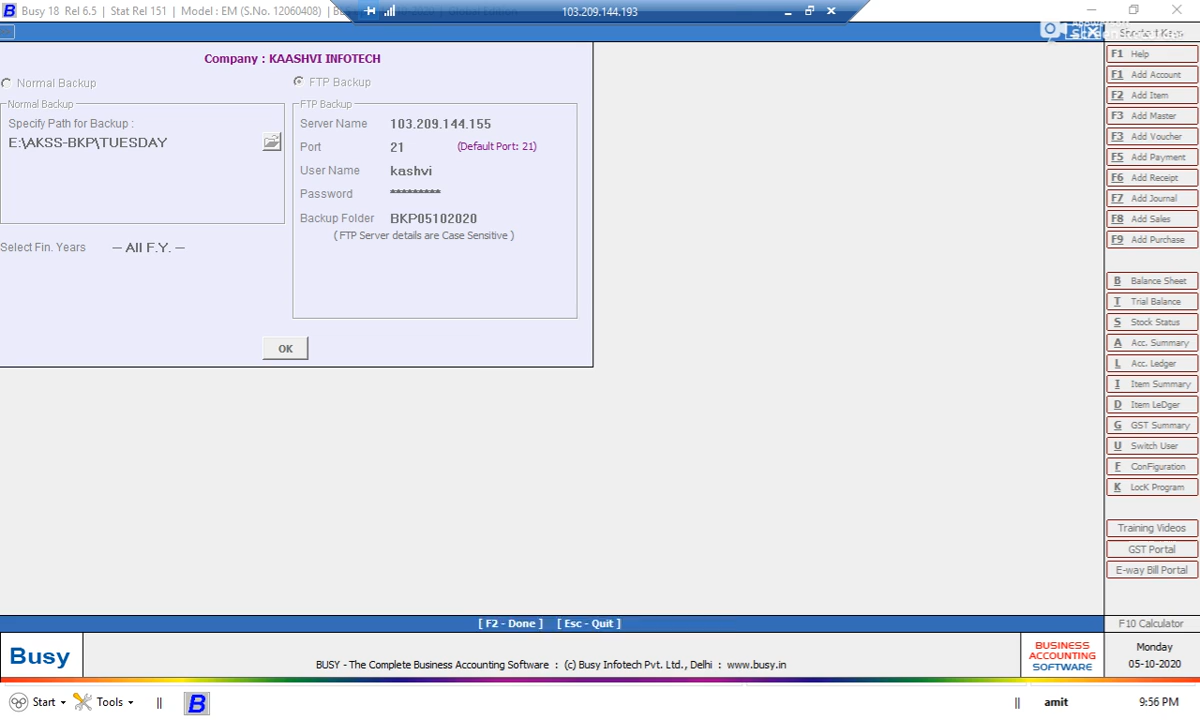 Busy 18 Rel 6.5 | Stat Rel 151 | Model : EM (S.No. 12060408) |
103.209.144.193
Shortcut Keys
Company : KAASHVI INFOTECH
Normal Backup
FTP Backup
Normal Backup
Specify Path for Backup :
E:\AKSS-BKP\TUESDAY
FTP Backup
Server Name 103.209.144.155
Port 21 (Default Port: 21)
User Name kashvi
Password *********
Backup Folder BKP05102020
( FTP Server details are Case Sensitive )
Select Fin. Years — All F.Y. —
OK
F1 Help
F1 Add Account
F2 Add Item
F3 Add Master
F3 Add Voucher
F5 Add Payment
F6 Add Receipt
F7 Add Journal
F8 Add Sales
F9 Add Purchase
B Balance Sheet
T Trial Balance
S Stock Status
A Acc. Summary
L Acc. Ledger
I Item Summary
D Item LeDger
G GST Summary
U Switch User
F ConFiguration
K LocK Program
Training Videos
GST Portal
E-way Bill Portal
[ F2 - Done ] [ Esc - Quit ]
F10 Calculator
Busy
BUSY - The Complete Business Accounting Software : (c) Busy Infotech Pvt. Ltd., Delhi : www.busy.in
BUSINESS
ACCOUNTING
SOFTWARE
Monday
05-10-2020
Start
Tools
B
amit
9:56 PM